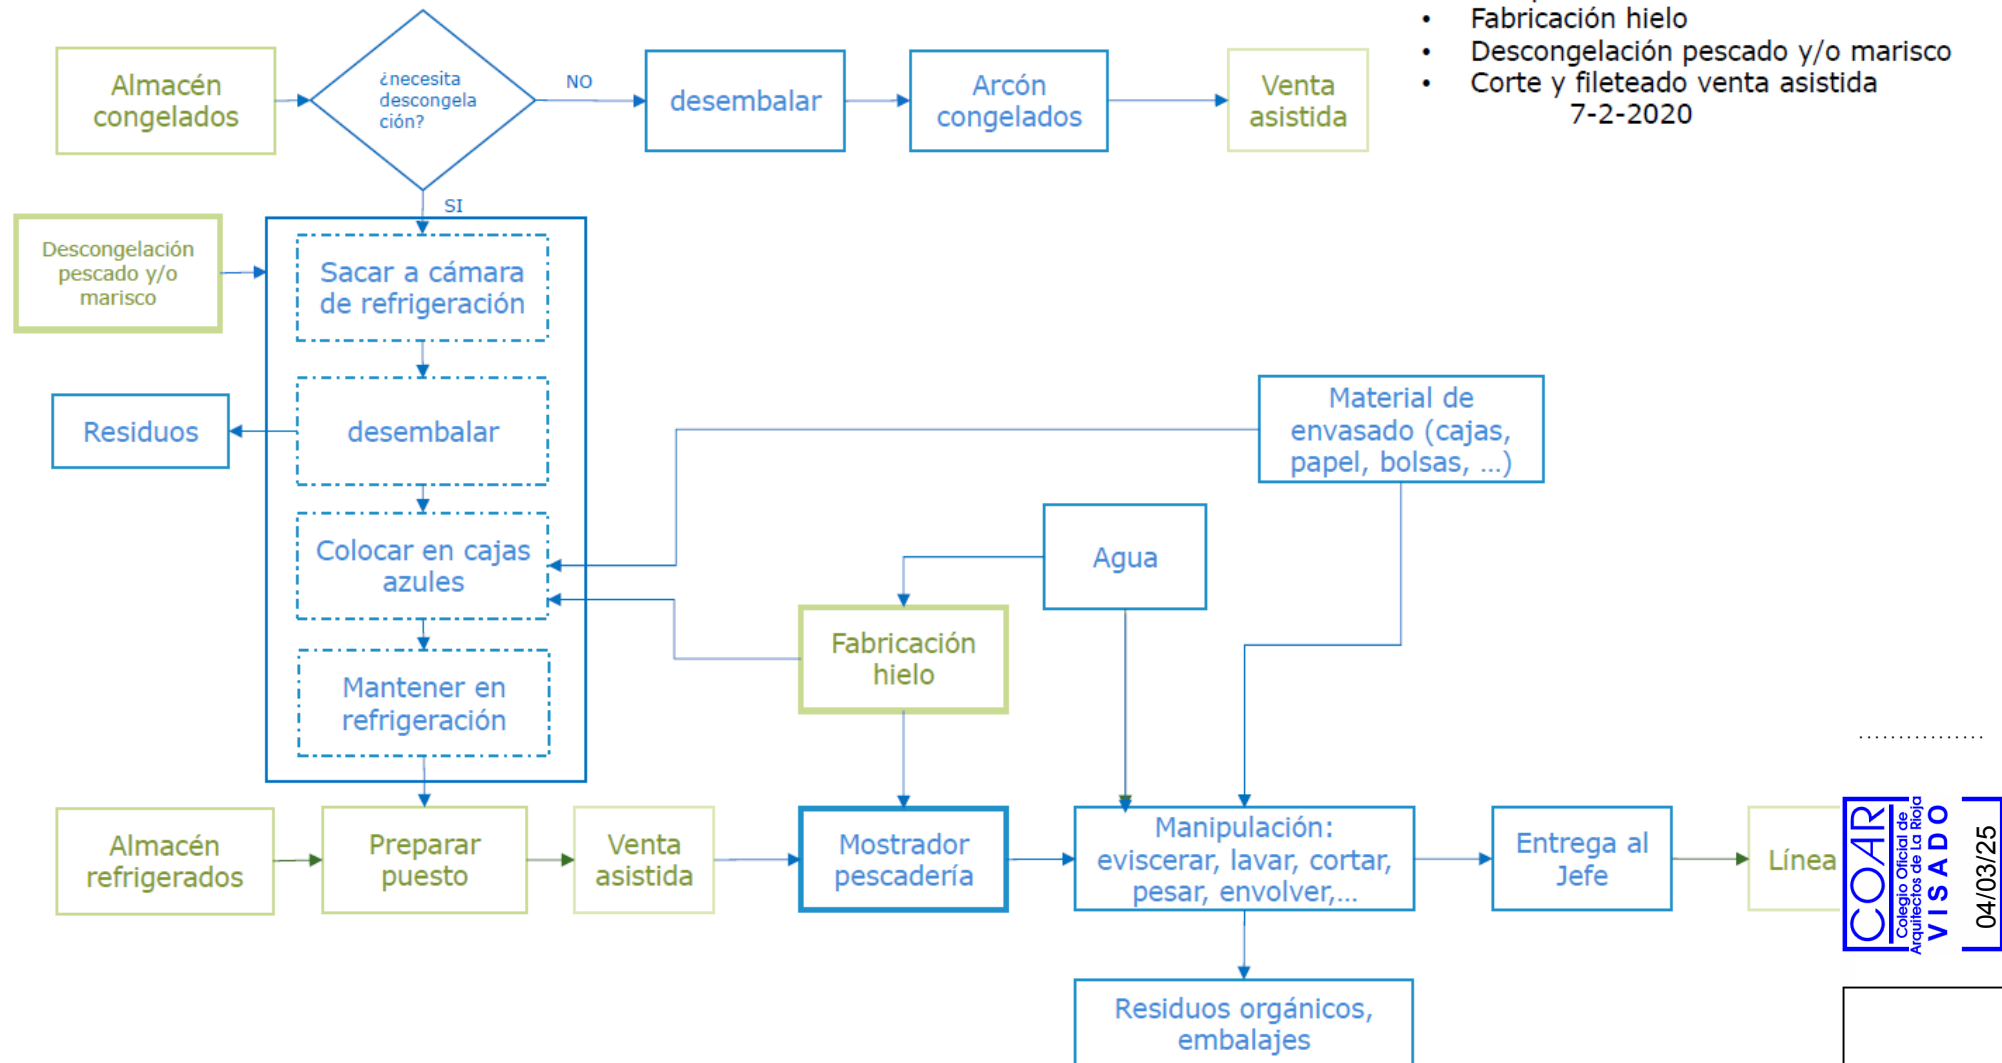 • Fabricación hielo
• Descongelación pescado y/o marisco
• Corte y fileteado venta asistida
7-2-2020
Almacén
congelados
¿necesita
descongela
ción?
NO
desembalar
Arcón
congelados
Venta
asistida
SI
Descongelación
pescado y/o
marisco
Sacar a cámara
de refrigeración
Residuos
desembalar
Material de
envasado (cajas,
papel, bolsas, ...)
Colocar en cajas
azules
Agua
Fabricación
hielo
Mantener en
refrigeración
................
Almacén
refrigerados
Preparar
puesto
Venta
asistida
Mostrador
pescadería
Manipulación:
eviscerar, lavar, cortar,
pesar, envolver,...
Entrega al
Jefe
Línea
COAR
Colegio Oficial de
Arquitectos de La Rioja
VISADO
04/03/25
Residuos orgánicos,
embalajes